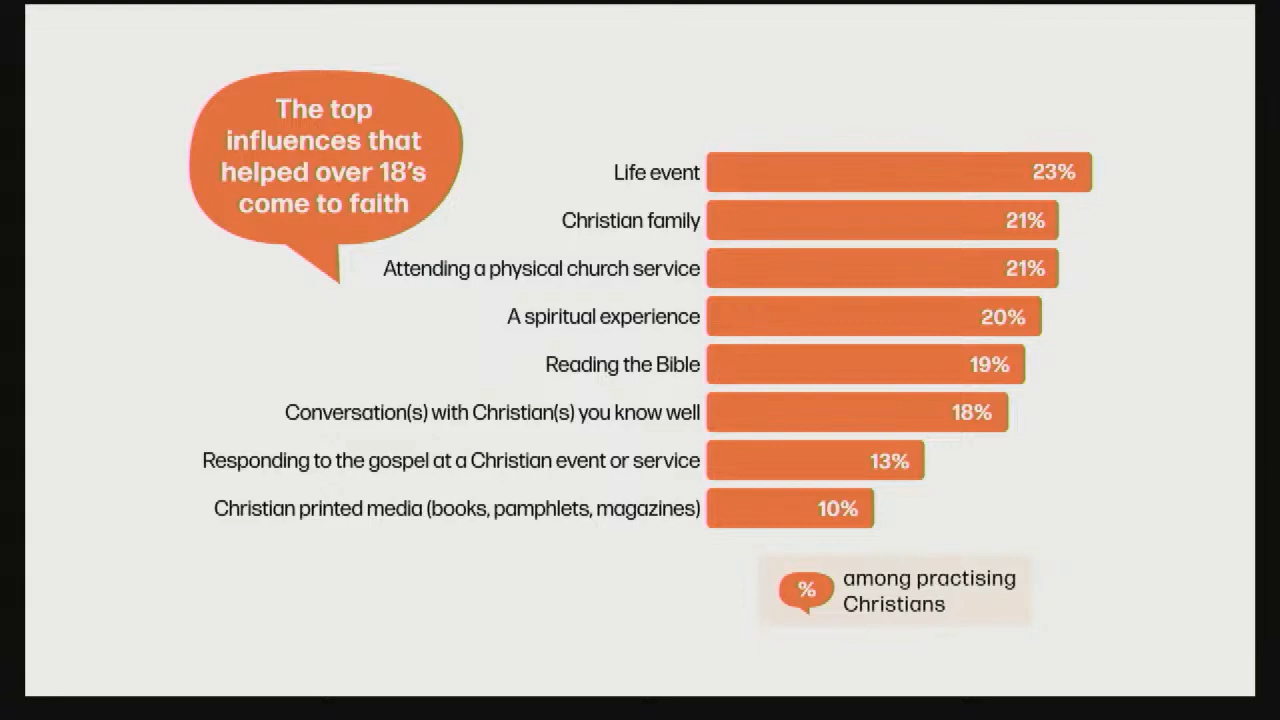 The top
influences that
helped over 18's
come to faith
Life event 23%
Christian family 21%
Attending a physical church service 21%
A spiritual experience 20%
Reading the Bible 19%
Conversation(s) with Christian(s) you know well 18%
Responding to the gospel at a Christian event or service 13%
Christian printed media (books, pamphlets, magazines) 10%
% among practising
Christians